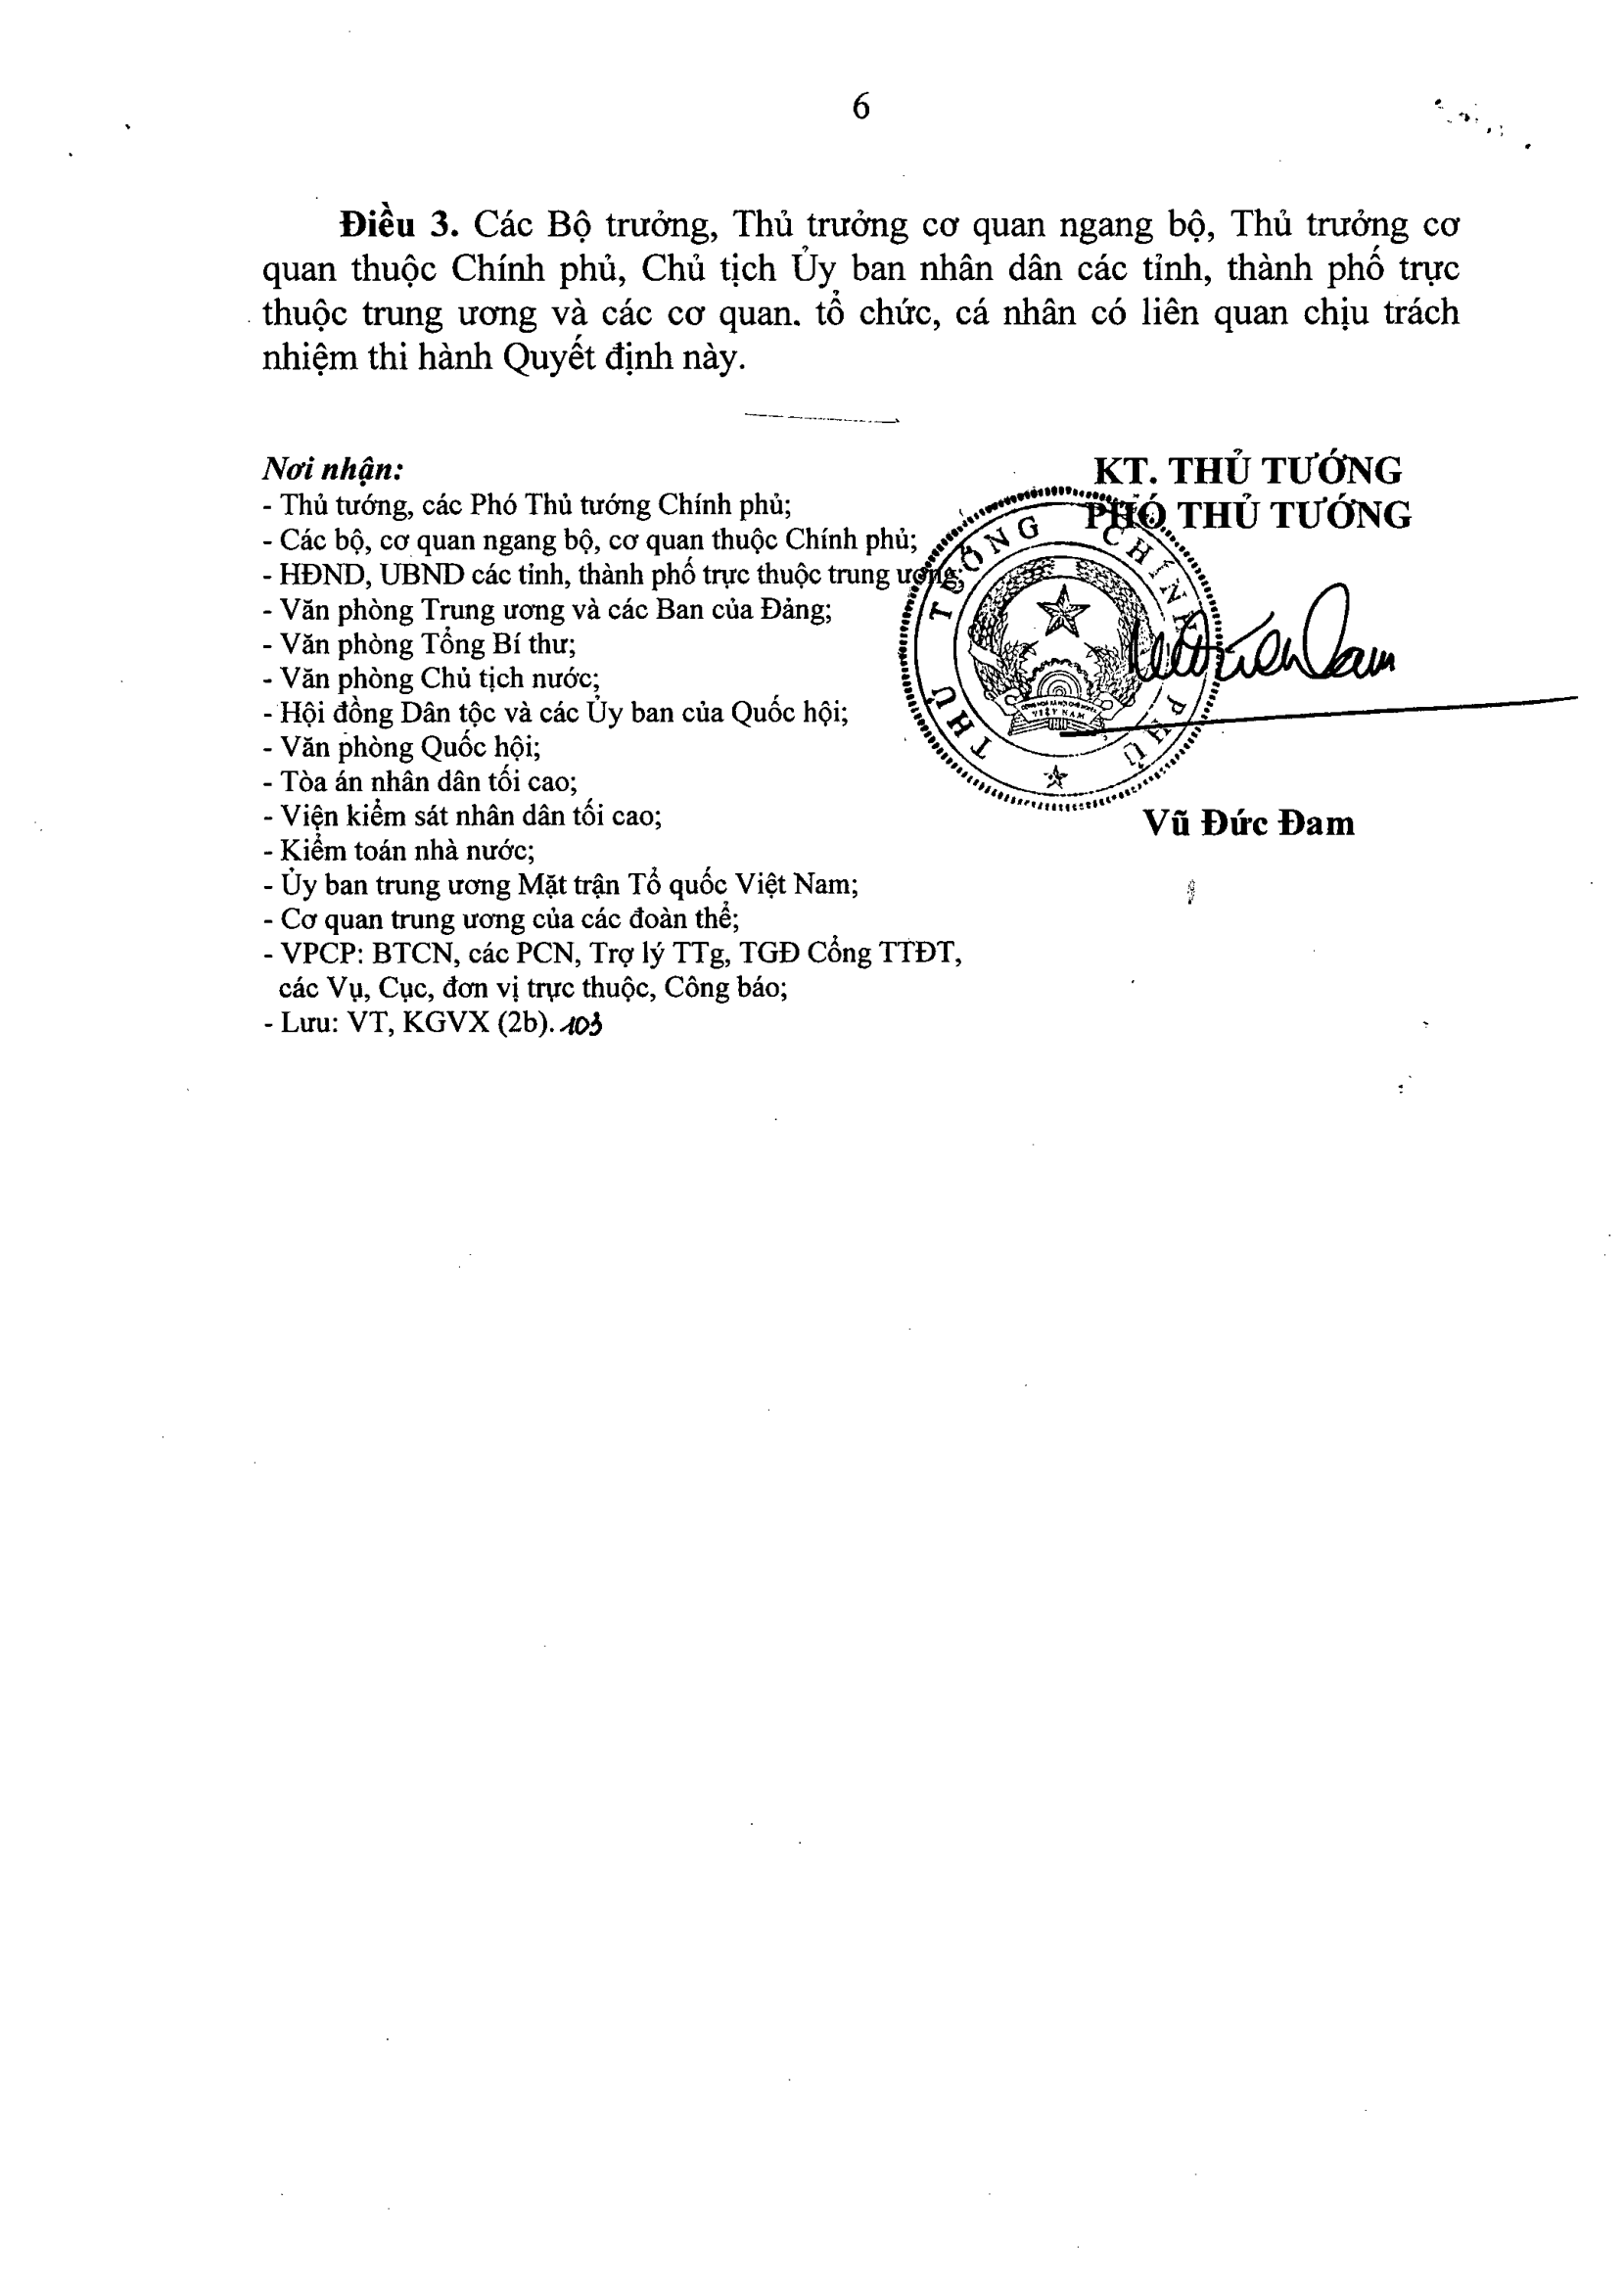 6
Điều 3. Các Bộ trưởng, Thủ trưởng cơ quan ngang bộ, Thủ trưởng cơ
quan thuộc Chính phủ, Chủ tịch Ủy ban nhân dân các tỉnh, thành phố trực
thuộc trung ương và các cơ quan. tổ chức, cá nhân có liên quan chịu trách
nhiệm thi hành Quyết định này.
Nơi nhận:
- Thủ tướng, các Phó Thủ tướng Chính phủ;
- Các bộ, cơ quan ngang bộ, cơ quan thuộc Chính phủ;
- HĐND, UBND các tỉnh, thành phố trực thuộc trung ương;
- Văn phòng Trung ương và các Ban của Đảng;
- Văn phòng Tổng Bí thư;
- Văn phòng Chủ tịch nước;
- Hội đồng Dân tộc và các Ủy ban của Quốc hội;
- Văn phòng Quốc hội;
- Tòa án nhân dân tối cao;
- Viện kiểm sát nhân dân tối cao;
- Kiểm toán nhà nước;
- Ủy ban trung ương Mặt trận Tổ quốc Việt Nam;
- Cơ quan trung ương của các đoàn thể;
- VPCP: BTCN, các PCN, Trợ lý TTg, TGĐ Cổng TTĐT,
các Vụ, Cục, đơn vị trực thuộc, Công báo;
- Lưu: VT, KGVX (2b). 103
KT. THỦ TƯỚNG
PHÓ THỦ TƯỚNG
THỦ TƯỚNG CHÍNH PHỦ
VIỆT NAM
Vũ Đức Đam